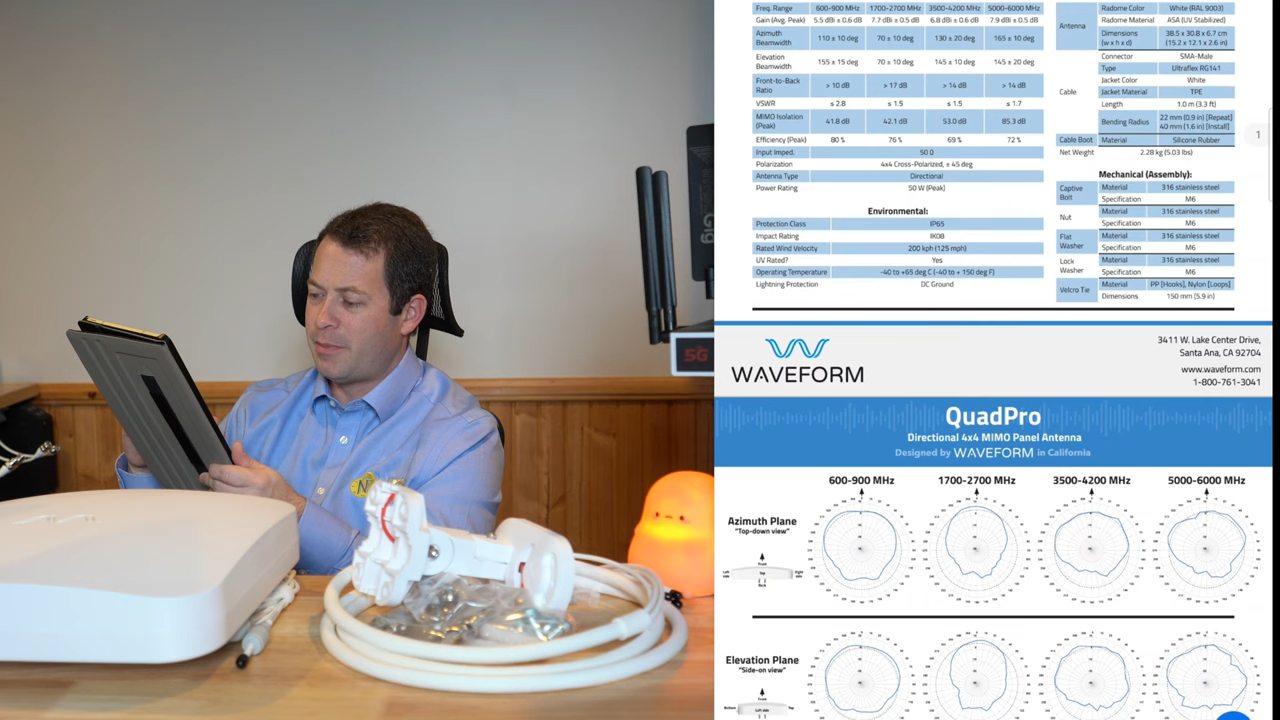 Freq. Range 600-900 MHz 1700-2700 MHz 3500-4200 MHz 5000-6000 MHz
Gain (Avg. Peak) 5.5 dBi ± 0.6 dB 7.7 dBi ± 0.5 dB 6.8 dBi ± 0.6 dB 7.9 dBi ± 0.5 dB
Azimuth
Beamwidth 110 ± 10 deg 70 ± 10 deg 130 ± 20 deg 165 ± 10 deg
Elevation
Beamwidth 155 ± 15 deg 70 ± 10 deg 145 ± 10 deg 145 ± 20 deg
Front-to-Back
Ratio > 10 dB > 17 dB > 14 dB > 14 dB
VSWR ≤ 2.8 ≤ 1.5 ≤ 1.5 ≤ 1.7
MIMO Isolation
(Peak) 41.8 dB 42.1 dB 53.0 dB 85.3 dB
Efficiency (Peak) 80 % 76 % 69 % 72 %
Input Imped. 50 Ω
Polarization 4x4 Cross-Polarized, ± 45 deg
Antenna Type Directional
Power Rating 50 W (Peak)
Environmental:
Protection Class IP65
Impact Rating IK08
Rated Wind Velocity 200 kph (125 mph)
UV Rated? Yes
Operating Temperature -40 to +65 deg C (-40 to + 150 deg F)
Lightning Protection DC Ground
Antenna Radome Color White (RAL 9003)
Radome Material ASA (UV Stabilized)
Dimensions
(w x h x d) 38.5 x 30.8 x 6.7 cm
(15.2 x 12.1 x 2.6 in)
Cable Connector SMA-Male
Type Ultraflex RG141
Jacket Color White
Jacket Material TPE
Length 1.0 m (3.3 ft)
Bending Radius 22 mm (0.9 in) [Repeat]
40 mm (1.6 in) [Install]
Cable Boot Material Silicone Rubber
Net Weight 2.28 kg (5.03 lbs)
Mechanical (Assembly):
Captive
Bolt Material 316 stainless steel
Specification M6
Nut Material 316 stainless steel
Specification M6
Flat
Washer Material 316 stainless steel
Specification M6
Lock
Washer Material 316 stainless steel
Specification M6
Velcro Tie Material PP [Hooks], Nylon [Loops]
Dimensions 150 mm (5.9 in)
1
WAVEFORM
3411 W. Lake Center Drive,
Santa Ana, CA 92704
www.waveform.com
1-800-761-3041
QuadPro
Directional 4x4 MIMO Panel Antenna
Designed by WAVEFORM in California
600-900 MHz 1700-2700 MHz 3500-4200 MHz 5000-6000 MHz
Azimuth Plane
"Top-down view"
Front
Left side Top Right side
Back
Elevation Plane
"Side-on view"
Front
Bottom Left side Top
5G